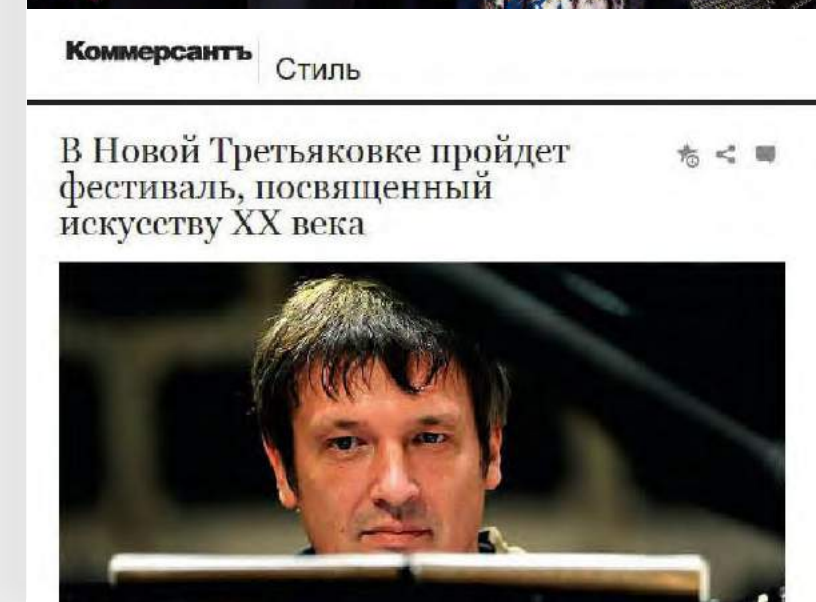 Коммерсантъ
Стиль
В Новой Третьяковке пройдет
фестиваль, посвященный
искусству XX века